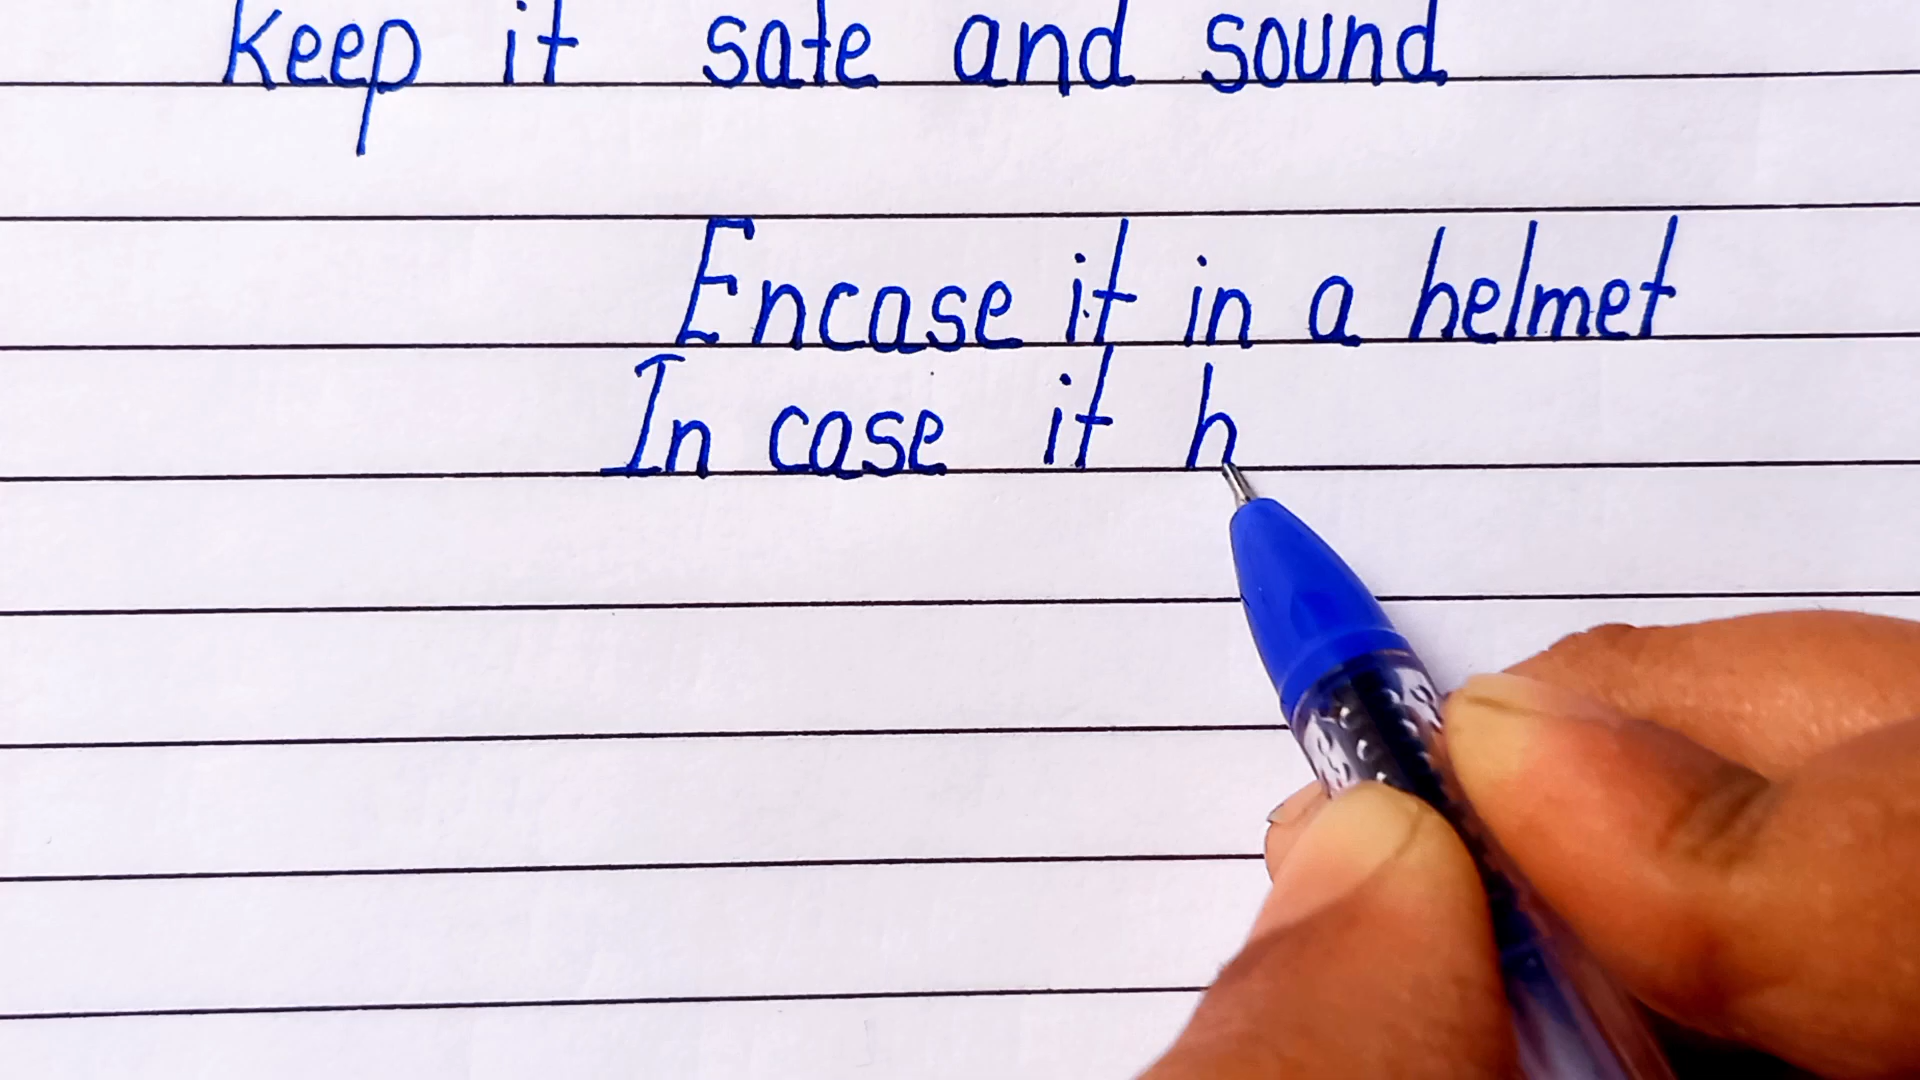 keep it safe and sound
Encase it in a helmet
In case it h